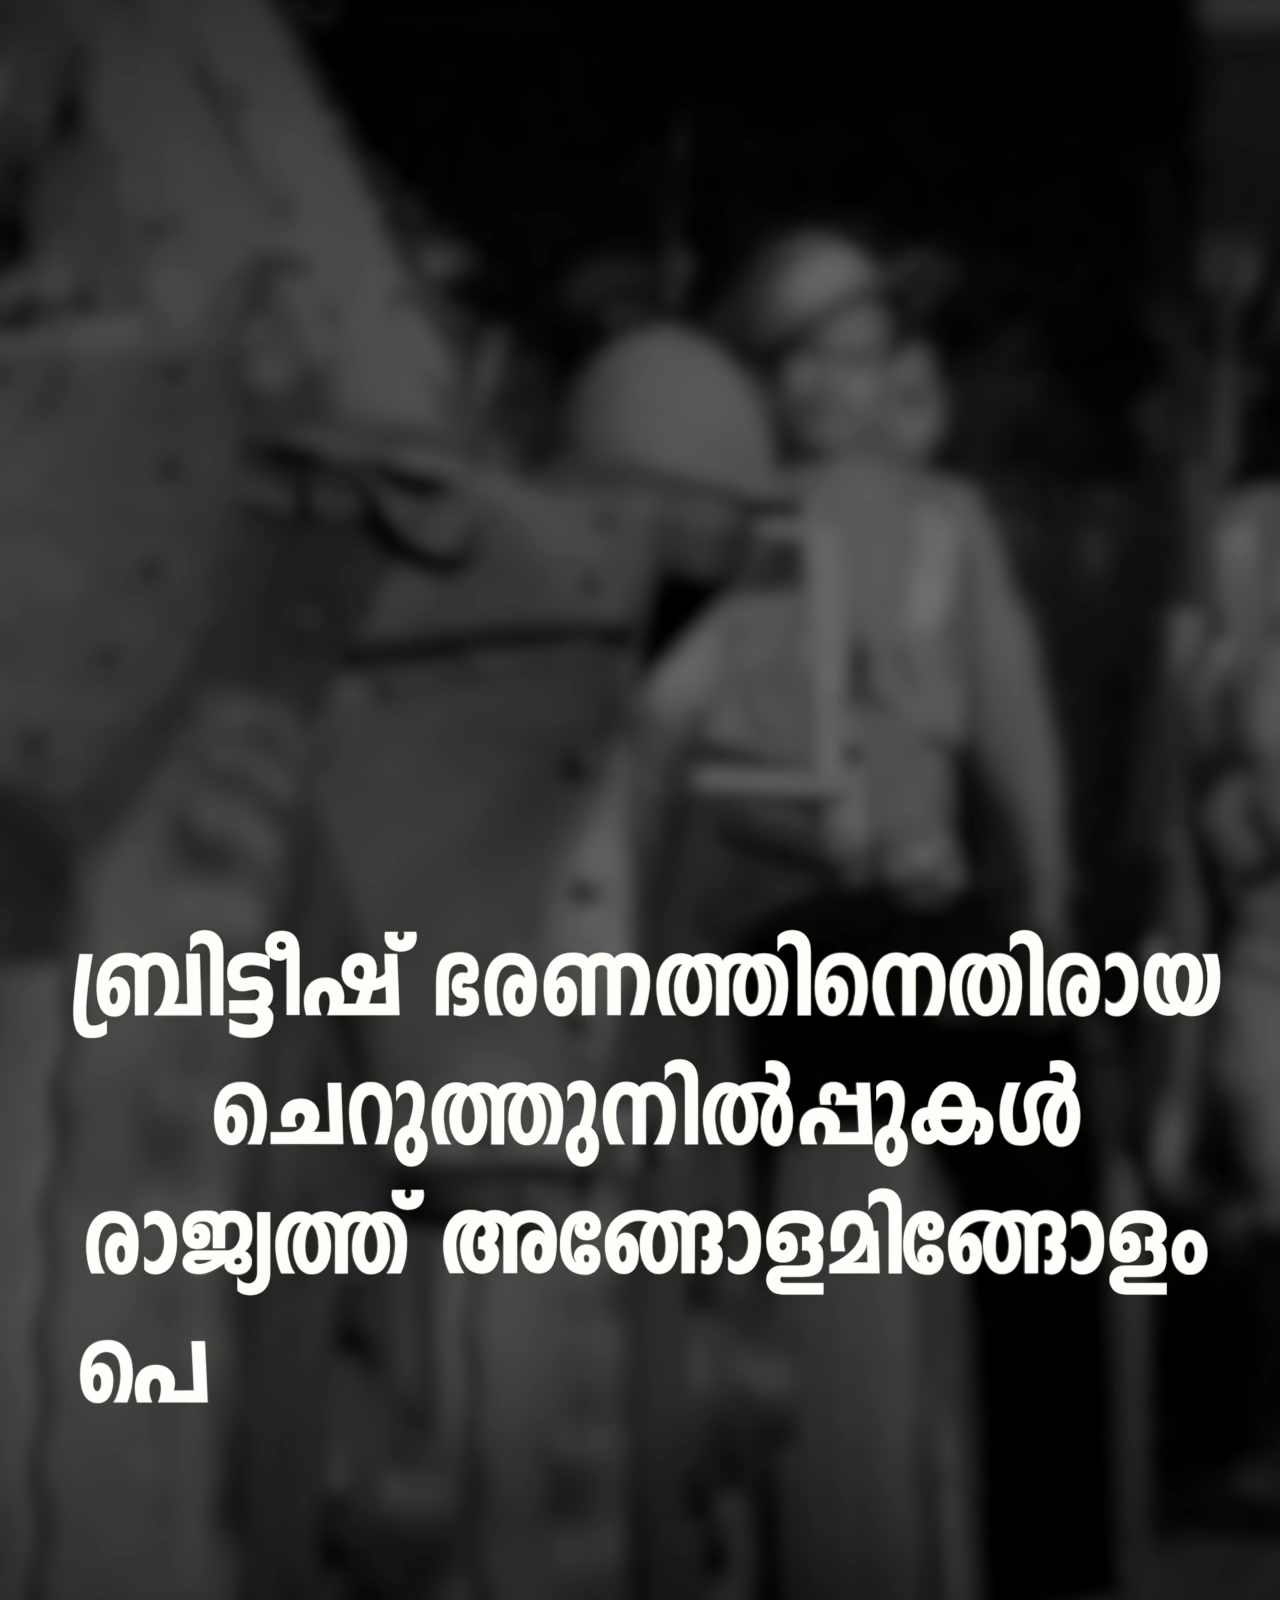 ബ്രിട്ടീഷ് ഭരണത്തിനെതിരായ
ചെറുത്തുനിൽപ്പുകൾ
രാജ്യത്ത് അങ്ങോളമിങ്ങോളം
പെ